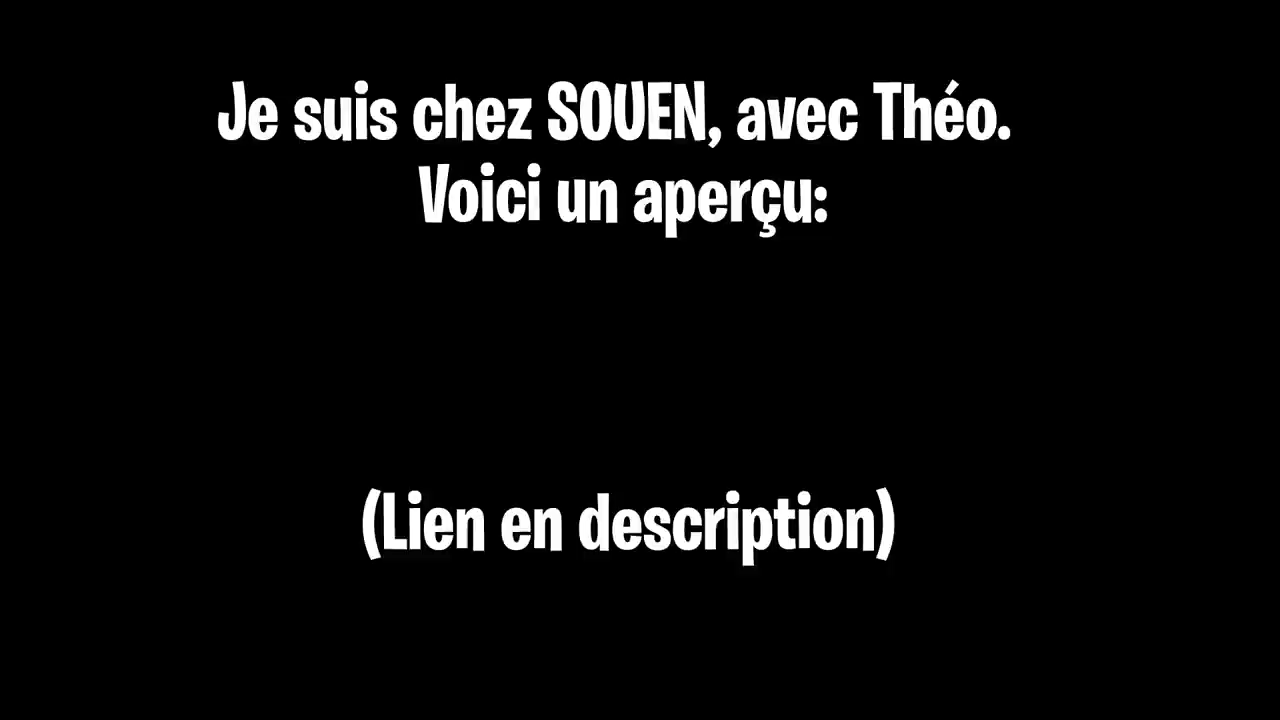 Je suis chez SOUEN, avec Théo.
Voici un aperçu:
(Lien en description)